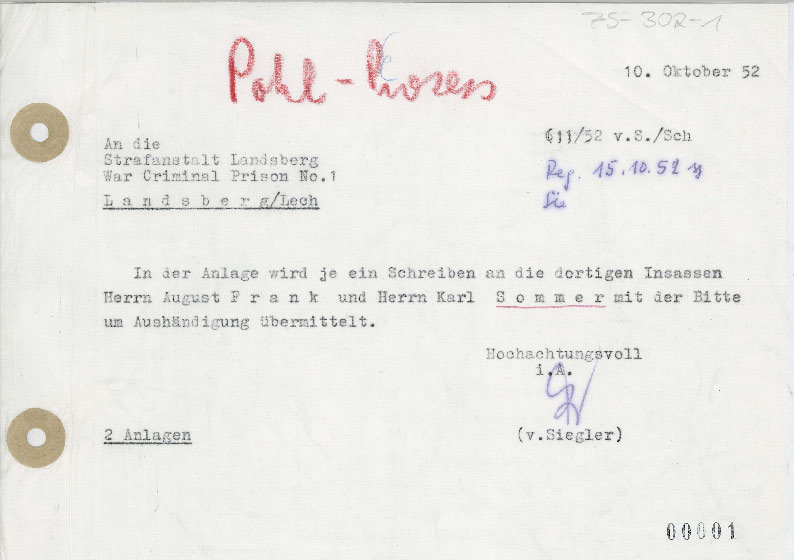 75-302-1
Pohl-Prozess
10. Oktober 52
An die
Strafanstalt Landsberg
War Criminal Prison No.1
L a n d s b e r g/Lech
611/52 v.S./Sch
Reg. 15.10.52
In der Anlage wird je ein Schreiben an die dortigen Insassen
Herrn August F r a n k und Herrn Karl S o m m e r mit der Bitte
um Aushändigung übermittelt.
Hochachtungsvoll
i.A.
2 Anlagen
(v.Siegler)
00001